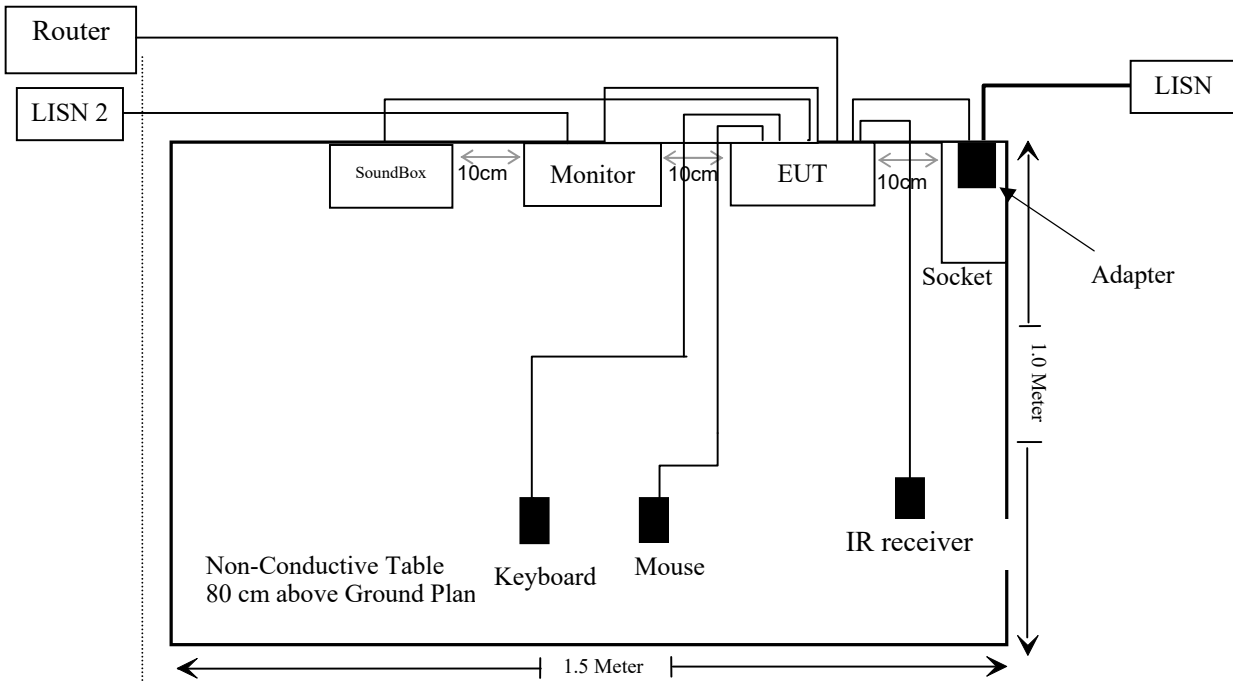 Router
LISN
LISN 2
SoundBox
10cm
Monitor
10cm
EUT
10cm
Socket
Adapter
1.0 Meter
IR receiver
Non-Conductive Table
80 cm above Ground Plan
Keyboard
Mouse
1.5 Meter